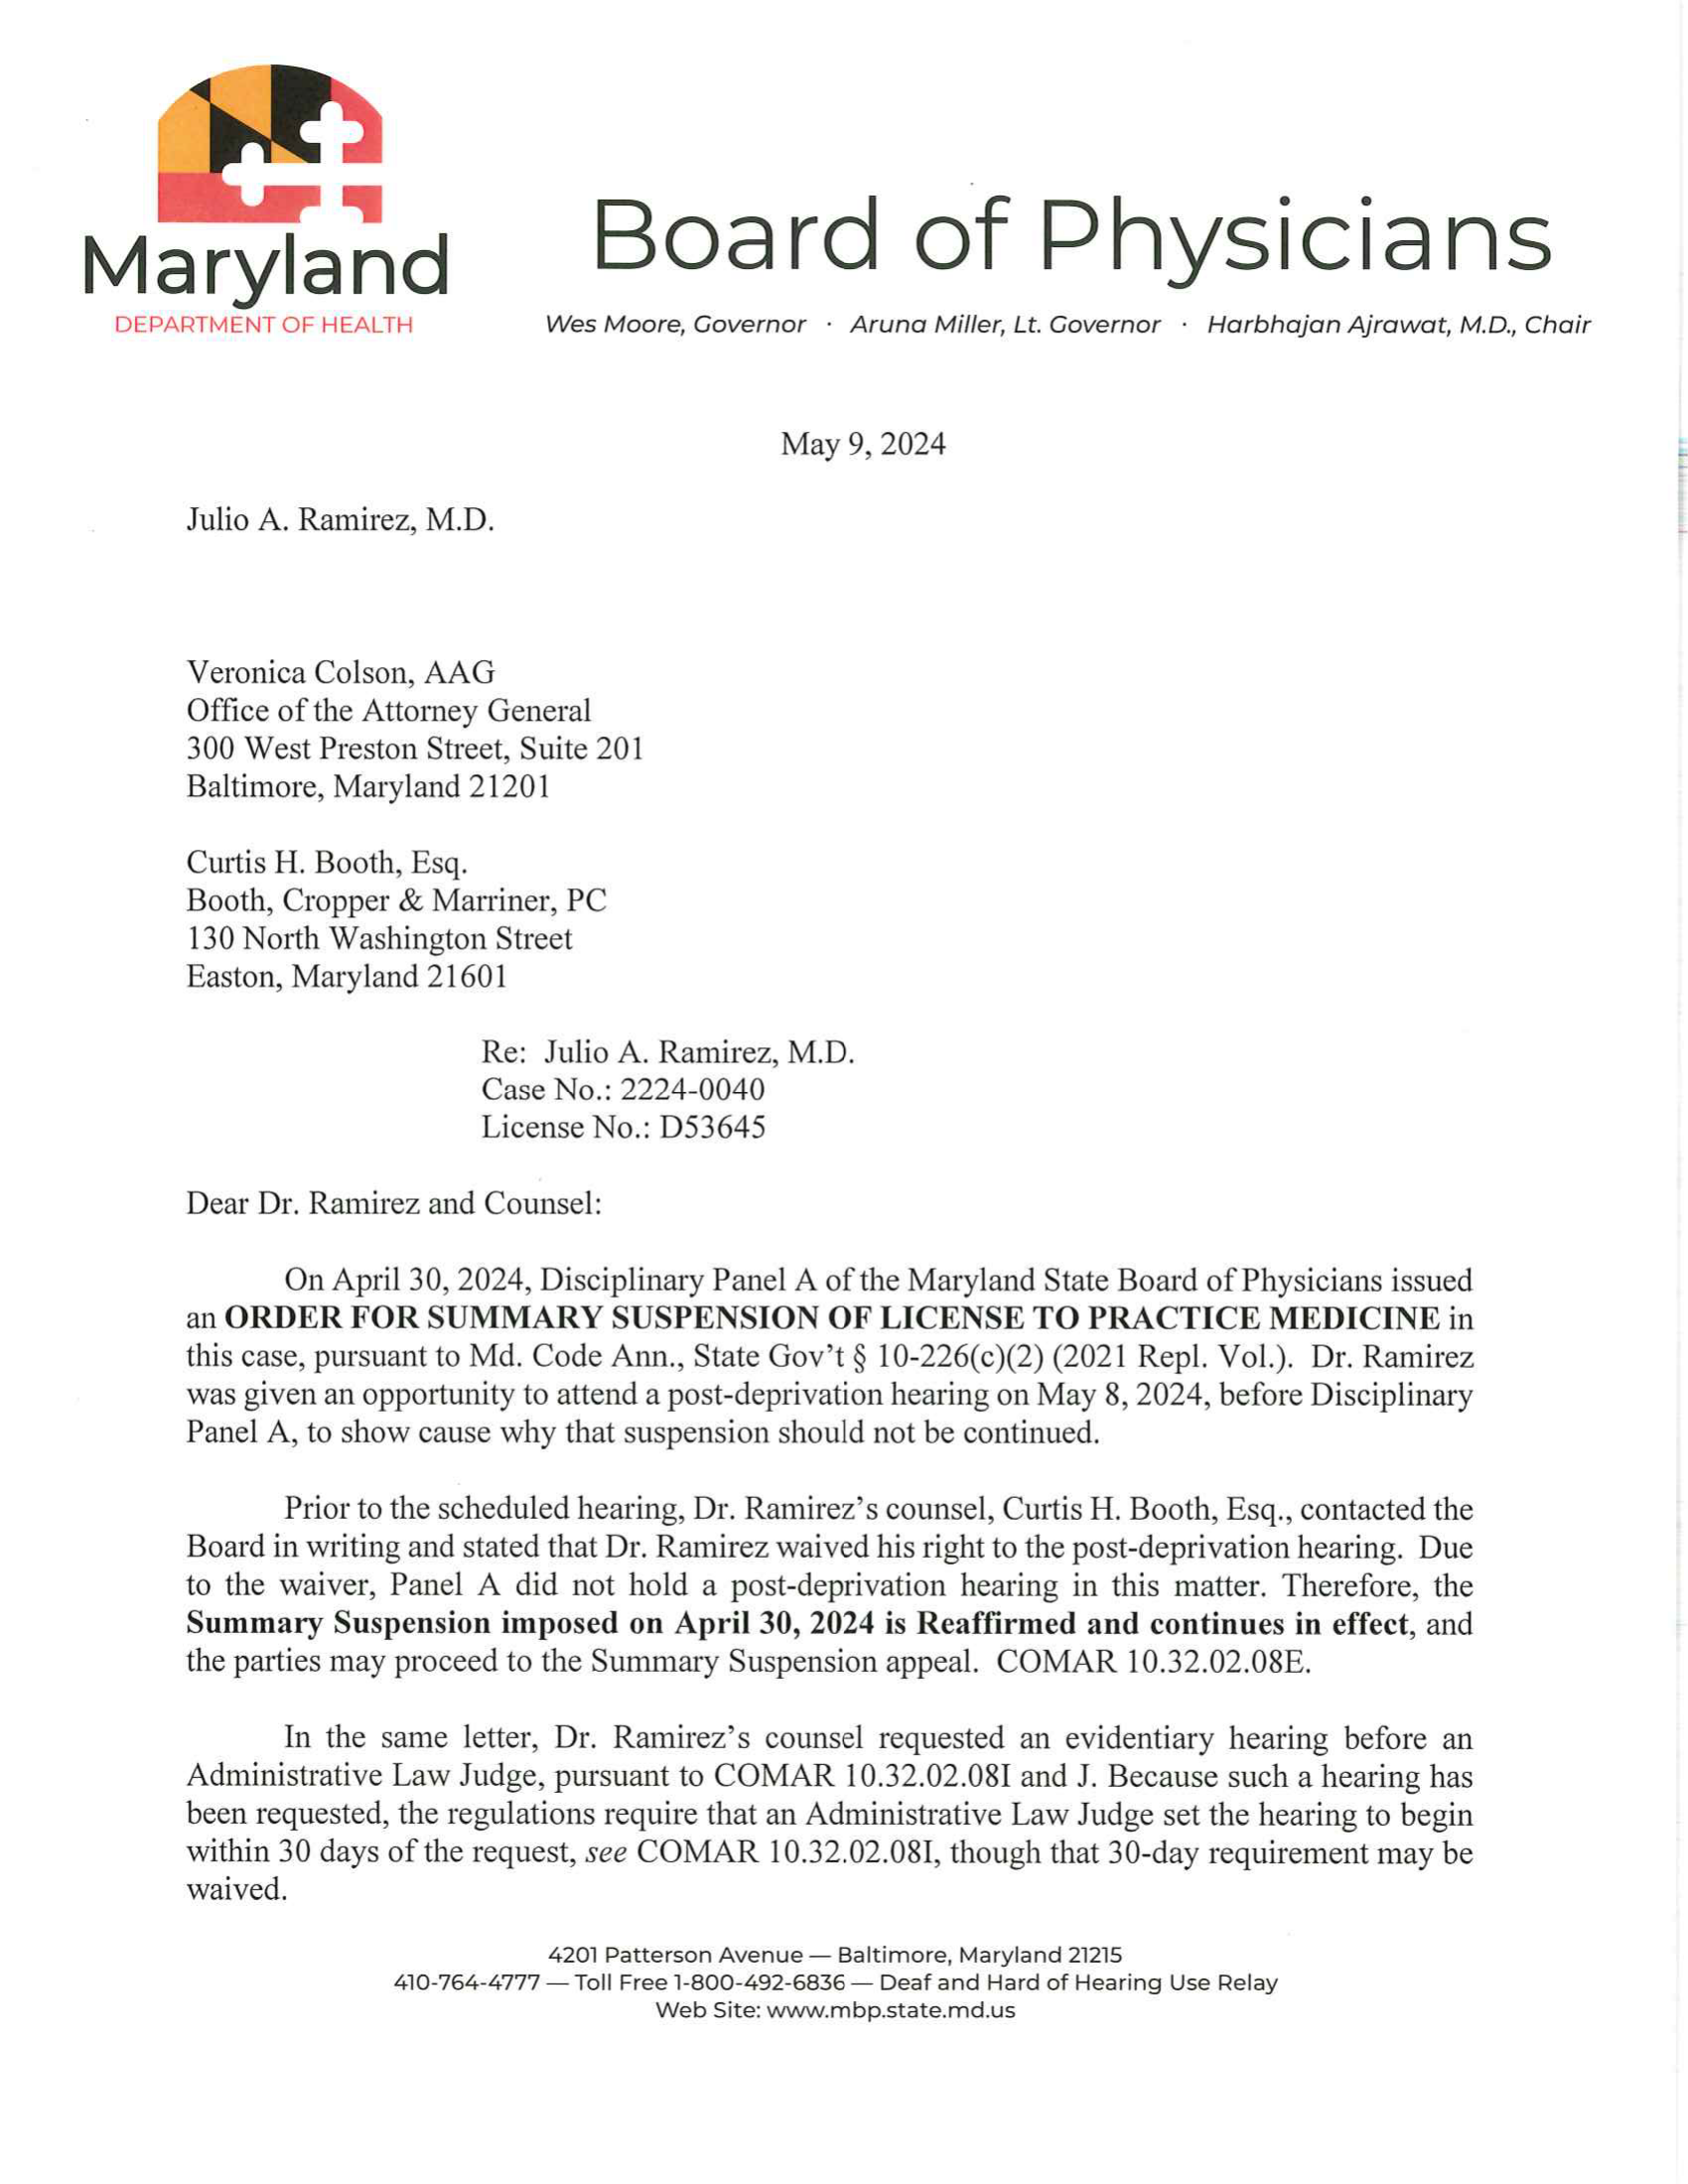 Maryland
DEPARTMENT OF HEALTH
Board of Physicians
Wes Moore, Governor · Aruna Miller, Lt. Governor · Harbhajan Ajrawat, M.D., Chair
May 9, 2024
Julio A. Ramirez, M.D.
Veronica Colson, AAG
Office of the Attorney General
300 West Preston Street, Suite 201
Baltimore, Maryland 21201
Curtis H. Booth, Esq.
Booth, Cropper & Marriner, PC
130 North Washington Street
Easton, Maryland 21601
Re: Julio A. Ramirez, M.D.
Case No.: 2224-0040
License No.: D53645
Dear Dr. Ramirez and Counsel:
On April 30, 2024, Disciplinary Panel A of the Maryland State Board of Physicians issued
an ORDER FOR SUMMARY SUSPENSION OF LICENSE TO PRACTICE MEDICINE in
this case, pursuant to Md. Code Ann., State Gov't § 10-226(c)(2) (2021 Repl. Vol.). Dr. Ramirez
was given an opportunity to attend a post-deprivation hearing on May 8, 2024, before Disciplinary
Panel A, to show cause why that suspension should not be continued.
Prior to the scheduled hearing, Dr. Ramirez's counsel, Curtis H. Booth, Esq., contacted the
Board in writing and stated that Dr. Ramirez waived his right to the post-deprivation hearing. Due
to the waiver, Panel A did not hold a post-deprivation hearing in this matter. Therefore, the
Summary Suspension imposed on April 30, 2024 is Reaffirmed and continues in effect, and
the parties may proceed to the Summary Suspension appeal. COMAR 10.32.02.08E.
In the same letter, Dr. Ramirez's counsel requested an evidentiary hearing before an
Administrative Law Judge, pursuant to COMAR 10.32.02.08I and J. Because such a hearing has
been requested, the regulations require that an Administrative Law Judge set the hearing to begin
within 30 days of the request, see COMAR 10.32.02.08I, though that 30-day requirement may be
waived.
4201 Patterson Avenue — Baltimore, Maryland 21215
410-764-4777 — Toll Free 1-800-492-6836 — Deaf and Hard of Hearing Use Relay
Web Site: www.mbp.state.md.us